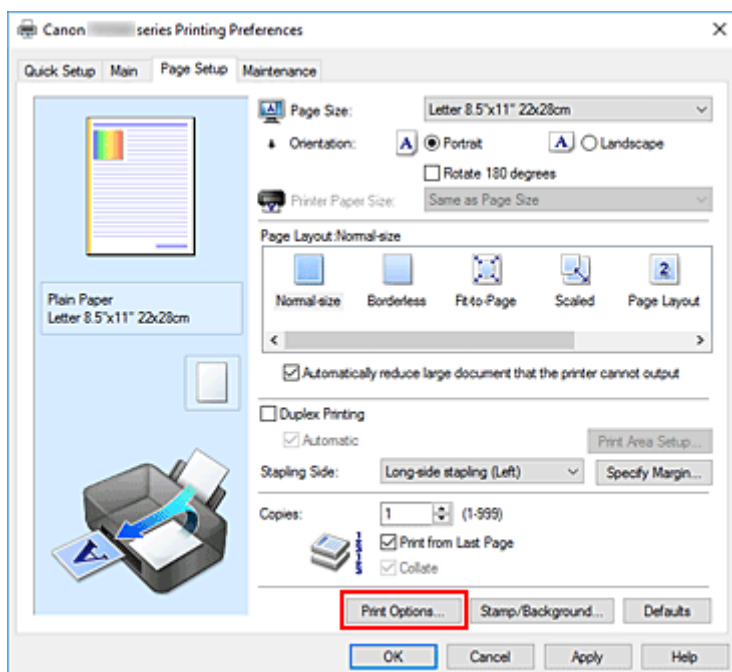 Canon series Printing Preferences
Quick Setup Main Page Setup Maintenance
Page Size: Letter 8.5"x11" 22x28cm
Orientation: A Portrait A Landscape
Rotate 180 degrees
Printer Paper Size: Same as Page Size
Page Layout:Normal-size
2
Normal-size Borderless Fit-to-Page Scaled Page Layout
Plain Paper
Letter 8.5"x11" 22x28cm
Automatically reduce large document that the printer cannot output
Duplex Printing
Automatic Print Area Setup...
Stapling Side: Long-side stapling (Left) Specify Margin...
Copies: 1 (1-999)
Print from Last Page
Collate
A
Print Options... Stamp/Background... Defaults
OK Cancel Apply Help